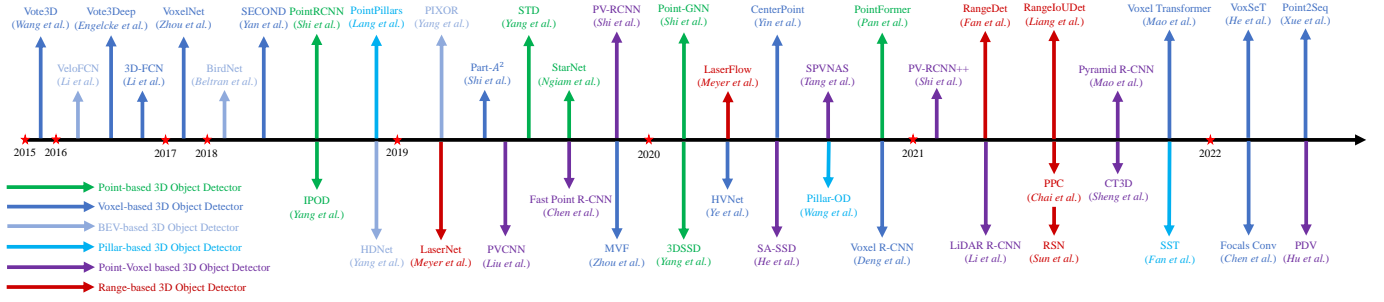 Vote3D
(Wang et al.)
Vote3Deep
(Engelcke et al.)
VoxelNet
(Zhou et al.)
SECOND
(Yan et al.)
PointRCNN
(Shi et al.)
PointPillars
(Lang et al.)
PIXOR
(Yang et al.)
STD
(Yang et al.)
PV-RCNN
(Shi et al.)
Point-GNN
(Shi et al.)
CenterPoint
(Yin et al.)
PointFormer
(Pan et al.)
RangeDet
(Fan et al.)
RangeIoUDet
(Liang et al.)
Voxel Transformer
(Mao et al.)
VoxSeT
(He et al.)
Point2Seq
(Xue et al.)
VeloFCN
(Li et al.)
3D-FCN
(Li et al.)
BirdNet
(Beltran et al.)
Part-A²
(Shi et al.)
StarNet
(Ngiam et al.)
LaserFlow
(Meyer et al.)
SPVNAS
(Tang et al.)
PV-RCNN++
(Shi et al.)
Pyramid R-CNN
(Mao et al.)
2015
2016
2017
2018
2019
2020
2021
2022
IPOD
(Yang et al.)
Fast Point R-CNN
(Chen et al.)
HVNet
(Ye et al.)
Pillar-OD
(Wang et al.)
PPC
(Chai et al.)
CT3D
(Sheng et al.)
HDNet
(Yang et al.)
LaserNet
(Meyer et al.)
PVCNN
(Liu et al.)
MVF
(Zhou et al.)
3DSSD
(Yang et al.)
SA-SSD
(He et al.)
Voxel R-CNN
(Deng et al.)
LiDAR R-CNN
(Li et al.)
RSN
(Sun et al.)
SST
(Fan et al.)
Focals Conv
(Chen et al.)
PDV
(Hu et al.)
Point-based 3D Object Detector
Voxel-based 3D Object Detector
BEV-based 3D Object Detector
Pillar-based 3D Object Detector
Point-Voxel based 3D Object Detector
Range-based 3D Object Detector